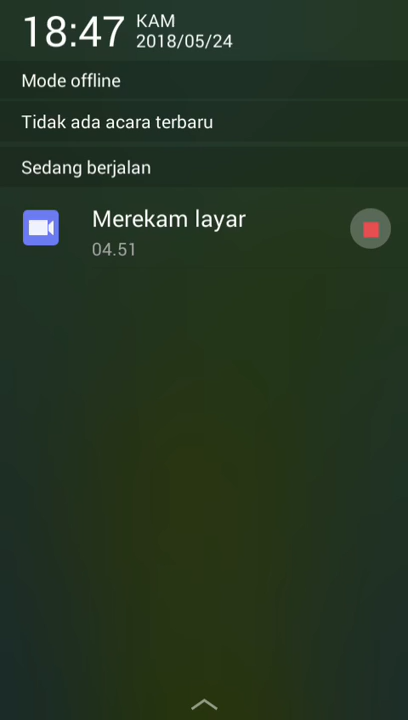 18:47
KAM
2018/05/24
Mode offline
Tidak ada acara terbaru
Sedang berjalan
Merekam layar
04.51